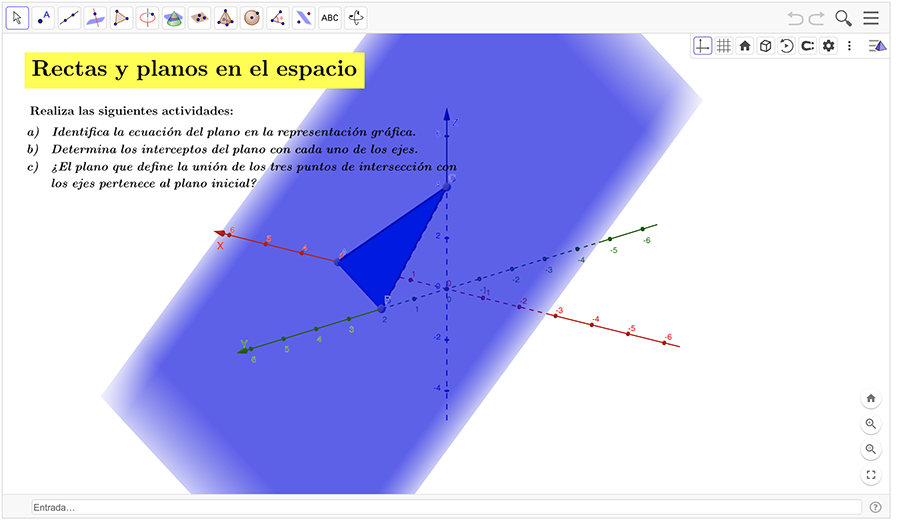 A
ABC
Rectas y planos en el espacio
Realiza las siguientes actividades:
a) Identifica la ecuación del plano en la representación gráfica.
b) Determina los interceptos del plano con cada uno de los ejes.
c) ¿El plano que define la unión de los tres puntos de intersección con
los ejes pertenece al plano inicial?
Z
X
6
5
4
1
0
-1
-2
-3
-4
-5
-6
Y
6
5
4
3
2
1
0
-2
-3
-4
-5
-6
2
0
-2
-4
Entrada...